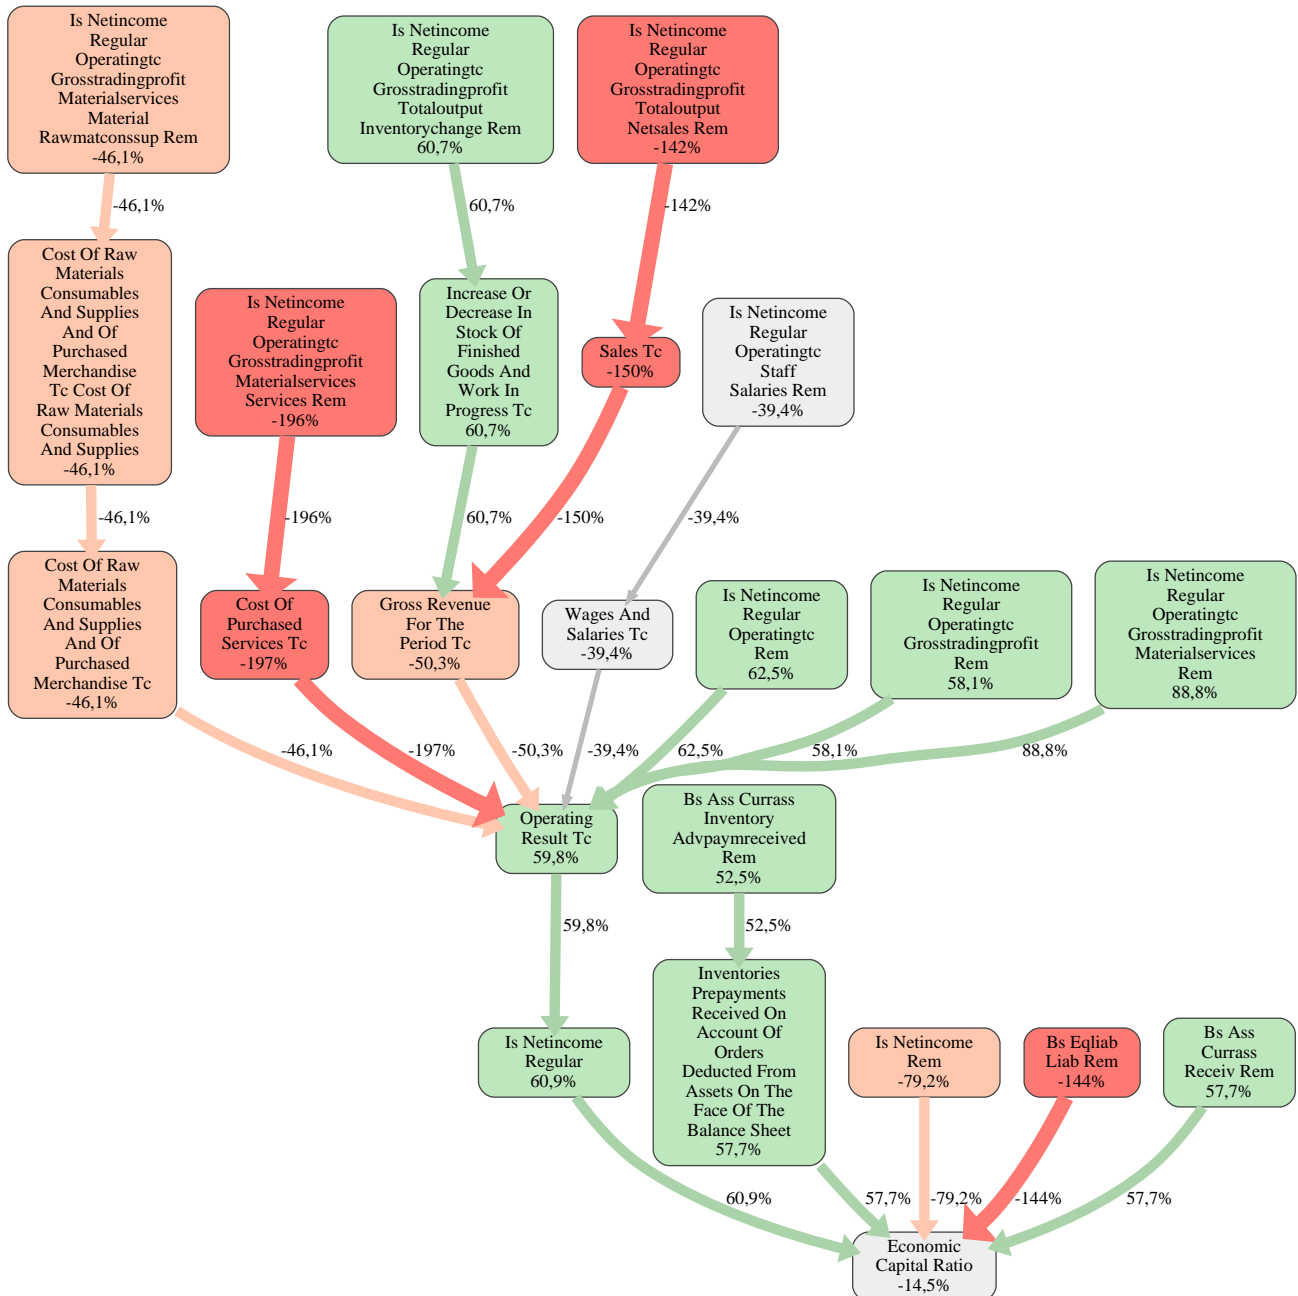 Is Netincome
Regular
Operatingtc
Grosstradingprofit
Materialservices
Material
Rawmatconssup Rem
-46,1%
Is Netincome
Regular
Operatingtc
Grosstradingprofit
Totaloutput
Inventorychange Rem
60,7%
Is Netincome
Regular
Operatingtc
Grosstradingprofit
Totaloutput
Netsales Rem
-142%
-46,1%
60,7%
-142%
Cost Of Raw
Materials
Consumables
And Supplies
And Of
Purchased
Merchandise
Tc Cost Of
Raw Materials
Consumables
And Supplies
-46,1%
Is Netincome
Regular
Operatingtc
Grosstradingprofit
Materialservices
Services Rem
-196%
Increase Or
Decrease In
Stock Of
Finished
Goods And
Work In
Progress Tc
60,7%
Sales Tc
-150%
Is Netincome
Regular
Operatingtc
Staff
Salaries Rem
-39,4%
-46,1%
-196%
60,7%
-150%
-39,4%
Cost Of Raw
Materials
Consumables
And Supplies
And Of
Purchased
Merchandise Tc
-46,1%
Cost Of
Purchased
Services Tc
-197%
Gross Revenue
For The
Period Tc
-50,3%
Wages And
Salaries Tc
-39,4%
Is Netincome
Regular
Operatingtc
Rem
62,5%
Is Netincome
Regular
Operatingtc
Grosstradingprofit
Rem
58,1%
Is Netincome
Regular
Operatingtc
Grosstradingprofit
Materialservices
Rem
88,8%
-46,1%
-197%
-50,3%
-39,4%
62,5%
58,1%
88,8%
Operating
Result Tc
59,8%
Bs Ass Currass
Inventory
Advpaymreceived
Rem
52,5%
59,8%
52,5%
Is Netincome
Regular
60,9%
Inventories
Prepayments
Received On
Account Of
Orders
Deducted From
Assets On The
Face Of The
Balance Sheet
57,7%
Is Netincome
Rem
-79,2%
Bs Eqliab
Liab Rem
-144%
Bs Ass
Currass
Receiv Rem
57,7%
60,9%
57,7%
-79,2%
-144%
57,7%
Economic
Capital Ratio
-14,5%